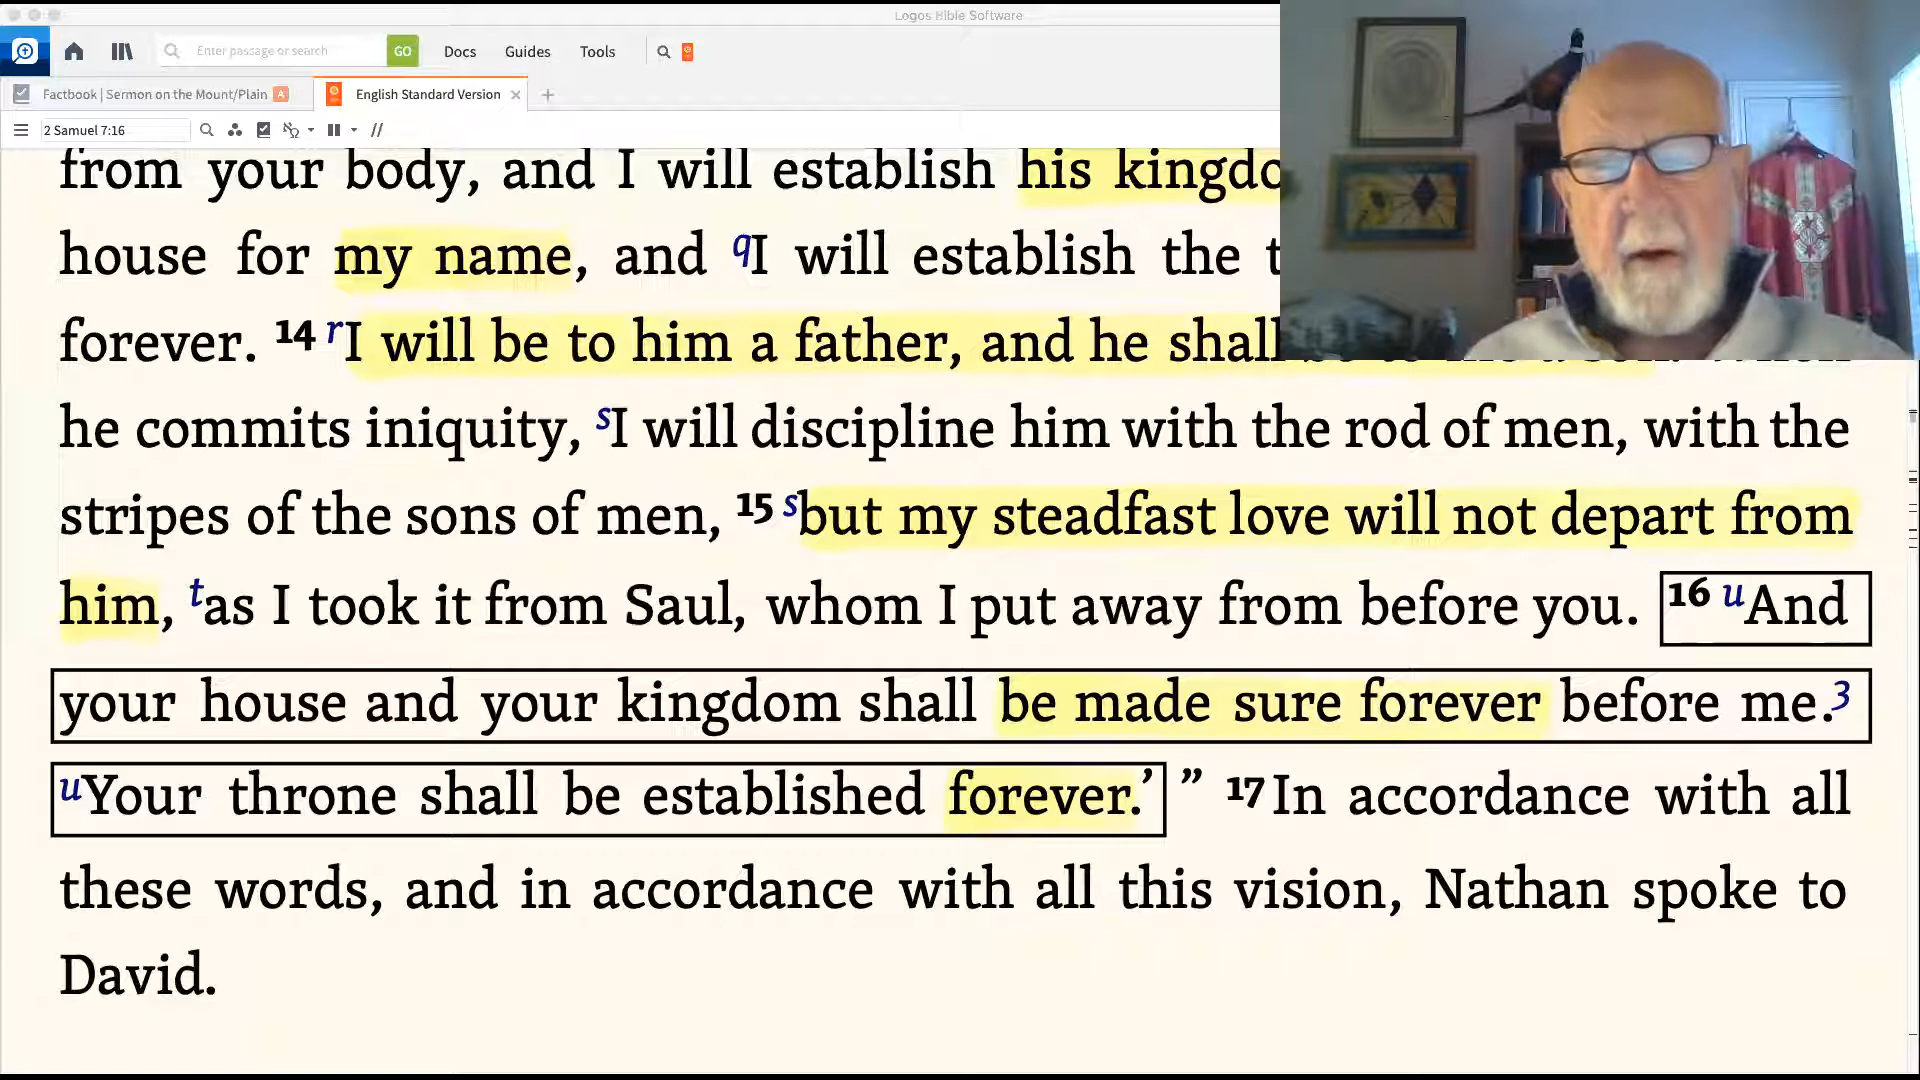 Logos Bible Software
Enter passage or search GO Docs Guides Tools
Factbook | Sermon on the Mount/Plain A English Standard Version
2 Samuel 7:16
from your body, and I will establish his kingdo
house for my name, and qI will establish the t
forever. 14 rI will be to him a father, and he shall
he commits iniquity, sI will discipline him with the rod of men, with the
stripes of the sons of men, 15 sbut my steadfast love will not depart from
him, tas I took it from Saul, whom I put away from before you. 16 uAnd
your house and your kingdom shall be made sure forever before me.3
uYour throne shall be established forever.’ ” 17 In accordance with all
these words, and in accordance with all this vision, Nathan spoke to
David.